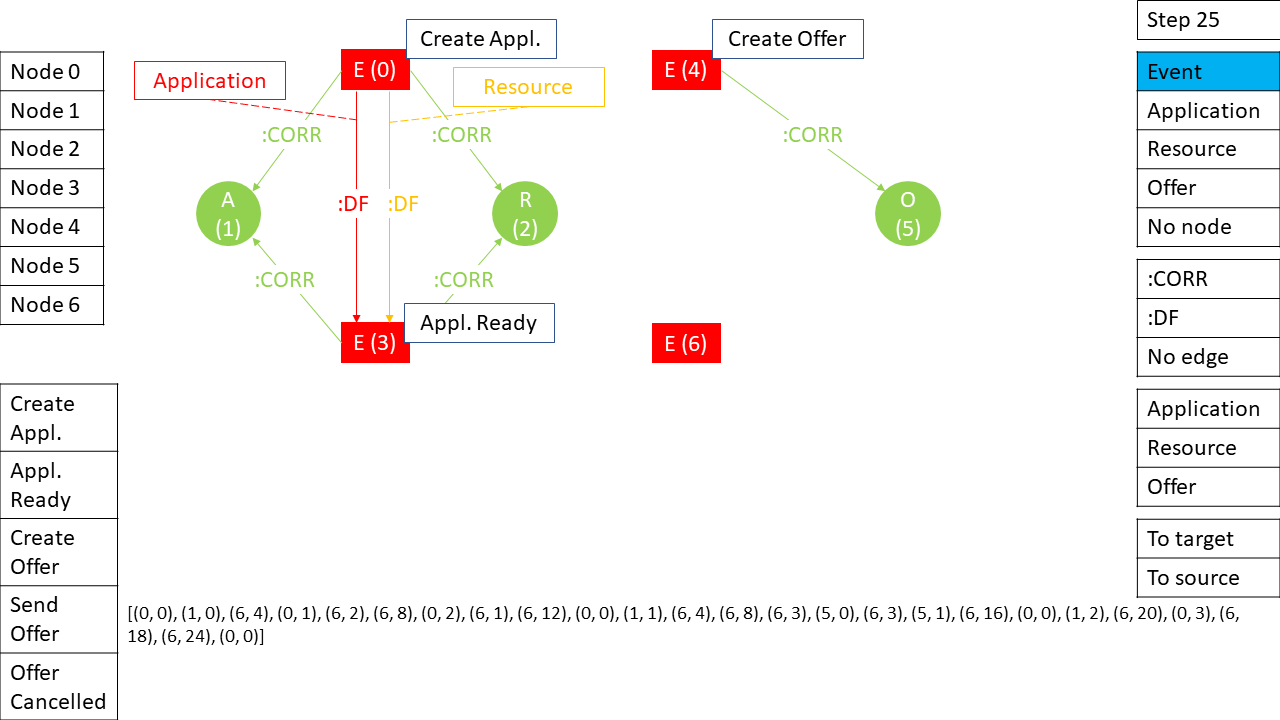 Step 25
Create Appl.
Create Offer
Node 0
Node 1
Node 2
Node 3
Node 4
Node 5
Node 6
Application
E (0)
Resource
E (4)
:CORR
:CORR
:CORR
A
(1)
:DF
:DF
R
(2)
O
(5)
:CORR
:CORR
E (3)
Appl. Ready
E (6)
Event
Application
Resource
Offer
No node
:CORR
:DF
No edge
Application
Resource
Offer
To target
To source
Create
Appl.
Appl.
Ready
Create
Offer
Send
Offer
Offer
Cancelled
[(0, 0), (1, 0), (6, 4), (0, 1), (6, 2), (6, 8), (0, 2), (6, 1), (6, 12), (0, 0), (1, 1), (6, 4), (6, 8), (6, 3), (5, 0), (6, 3), (5, 1), (6, 16), (0, 0), (1, 2), (6, 20), (0, 3), (6,
18), (6, 24), (0, 0)]